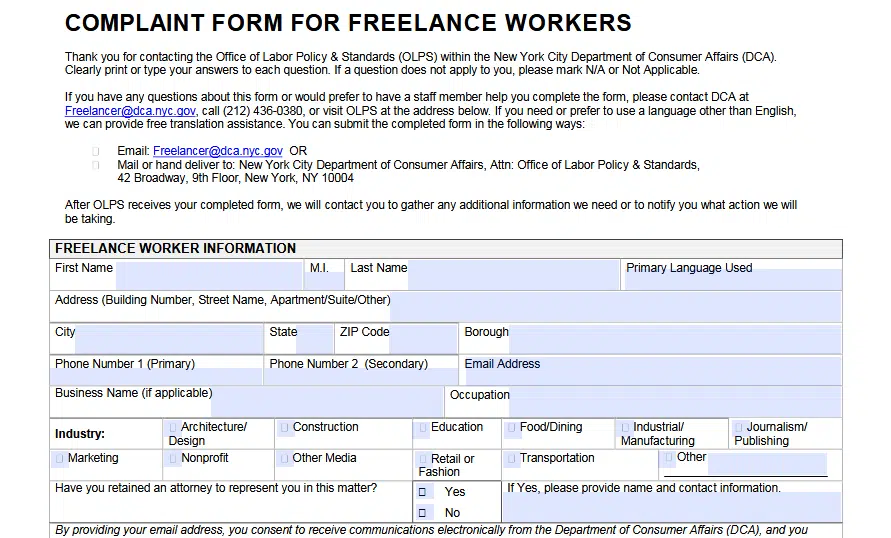 COMPLAINT FORM FOR FREELANCE WORKERS
Thank you for contacting the Office of Labor Policy & Standards (OLPS) within the New York City Department of Consumer Affairs (DCA).
Clearly print or type your answers to each question. If a question does not apply to you, please mark N/A or Not Applicable.
If you have any questions about this form or would prefer to have a staff member help you complete the form, please contact DCA at
Freelancer@dca.nyc.gov, call (212) 436-0380, or visit OLPS at the address below. If you need or prefer to use a language other than English,
we can provide free translation assistance. You can submit the completed form in the following ways:
Email: Freelancer@dca.nyc.gov OR
Mail or hand deliver to: New York City Department of Consumer Affairs, Attn: Office of Labor Policy & Standards,
42 Broadway, 9th Floor, New York, NY 10004
After OLPS receives your completed form, we will contact you to gather any additional information we need or to notify you what action we will
be taking.
FREELANCE WORKER INFORMATION
First Name M.I. Last Name Primary Language Used
Address (Building Number, Street Name, Apartment/Suite/Other)
City State ZIP Code Borough
Phone Number 1 (Primary) Phone Number 2 (Secondary) Email Address
Business Name (if applicable) Occupation
Industry: Architecture/ Construction Education Food/Dining Industrial/ Journalism/
Design Manufacturing Publishing
Marketing Nonprofit Other Media Retail or Transportation Other
Fashion
Have you retained an attorney to represent you in this matter? Yes If Yes, please provide name and contact information.
No
By providing your email address, you consent to receive communications electronically from the Department of Consumer Affairs (DCA), and you